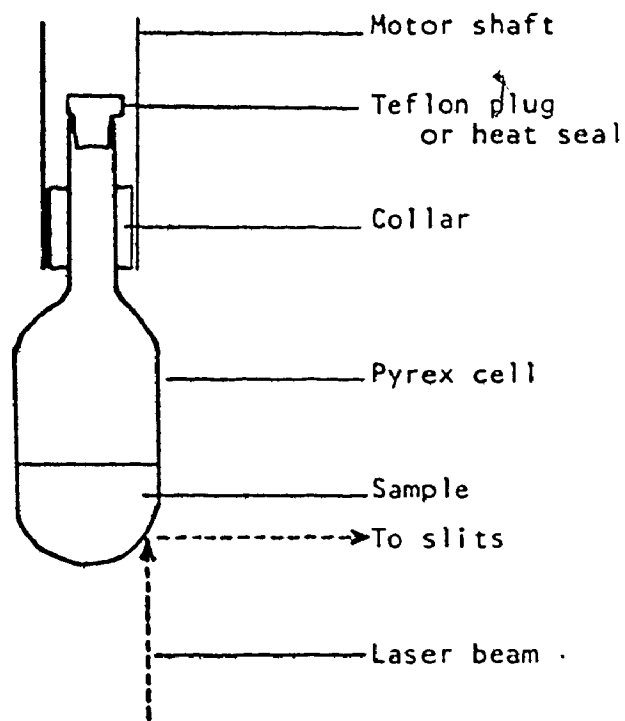 Motor shaft
Teflon plug
or heat seal
Collar
Pyrex cell
Sample
To slits
Laser beam